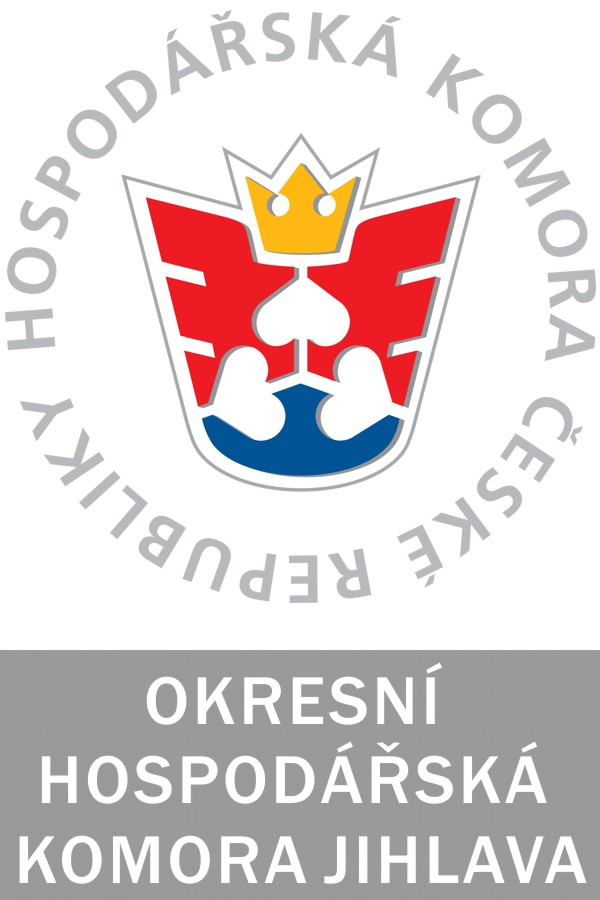 HOSPODÁŘSKÁ KOMORA ČESKÉ REPUBLIKY
OKRESNÍ
HOSPODÁŘSKÁ
KOMORA JIHLAVA